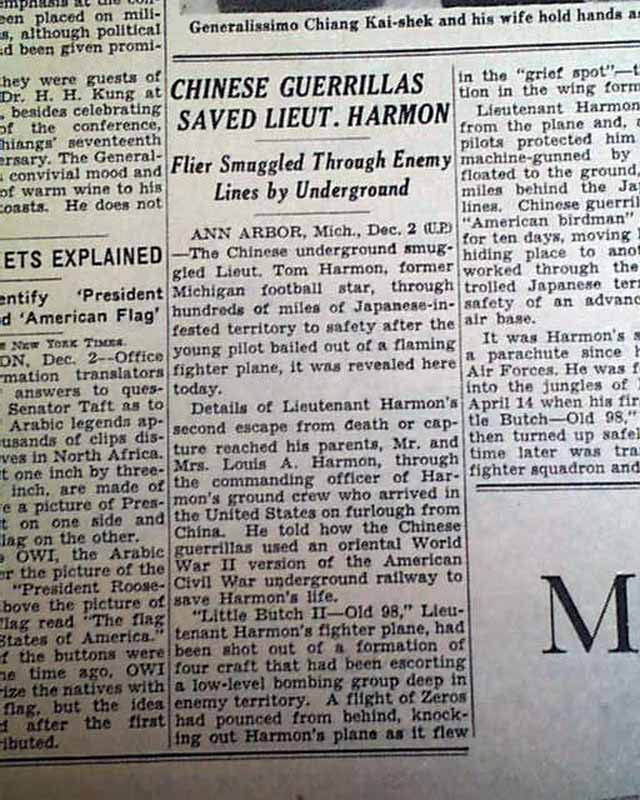 Generalissimo Chiang Kai-shek and his wife hold hands
een placed on mili-
s, although political
d been given promi-
hey were guests of
Dr. H. H. Kung at
, besides celebrating
of the conference,
hiangs' seventeenth
ersary. The General-
convivial mood and
of warm wine to his
oasts. He does not
ETS EXPLAINED
entify 'President
d 'American Flag'
NEW YORK TIMES.
ON, Dec. 2--Office
rmation translators
answers to ques-
Senator Taft as to
Arabic legends ap-
usands of clips dis-
ves in North Africa.
t one inch by three-
inch, are made of
e a picture of Pres-
t on one side and
lag on the other.
OWI, the Arabic
er the picture of the
"President Roose-
bove the picture of
flag read "The flag
States of America."
f the buttons were
me time ago, OWI
rize the natives with
flag, but the idea
d after the first
ributed.
CHINESE GUERRILLAS
SAVED LIEUT. HARMON
Flier Smuggled Through Enemy
Lines by Underground
ANN ARBOR, Mich., Dec. 2 (U.P.)
—The Chinese underground smug-
gled Lieut. Tom Harmon, former
Michigan football star, through
hundreds of miles of Japanese-in-
fested territory to safety after the
young pilot bailed out of a flaming
fighter plane, it was revealed here
today.
Details of Lieutenant Harmon's
second escape from death or cap-
ture reached his parents, Mr. and
Mrs. Louis A. Harmon, through
the commanding officer of Har-
mon's ground crew who arrived in
the United States on furlough from
China. He told how the Chinese
guerrillas used an oriental World
War II version of the American
Civil War underground railway to
save Harmon's life.
"Little Butch II—Old 98," Lieu-
tenant Harmon's fighter plane, had
been shot out of a formation of
four craft that had been escorting
a low-level bombing group deep in
enemy territory. A flight of Zeros
had pounced from behind, knock-
ing out Harmon's plane as it flew
in the "grief spot"—
tion in the wing form
Lieutenant Harmon
from the plane and,
pilots protected him
machine-gunned by
floated to the ground,
miles behind the Ja
lines. Chinese guerril
"American birdman"
for ten days, moving
hiding place to anot
worked through the
trolled Japanese terr
safety of an advanc
air base.
It was Harmon's s
a parachute since h
Air Forces. He was f
into the jungles of
April 14 when his fir
tle Butch—Old 98,"
then turned up safel
time later was tra
fighter squadron and
M